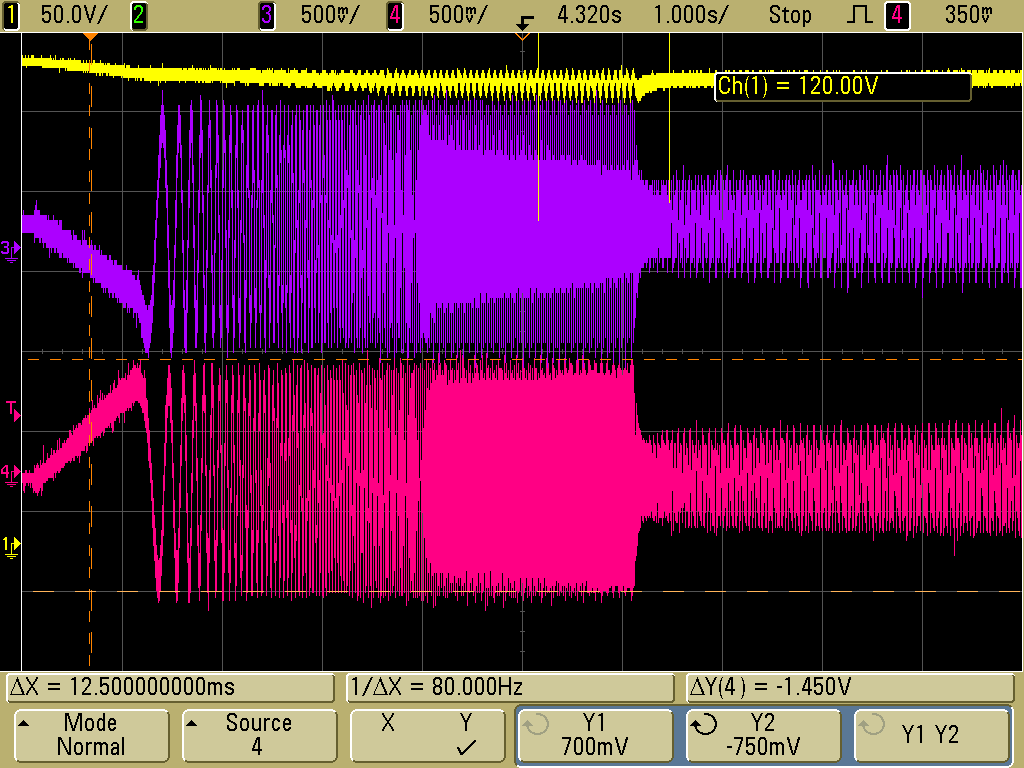 1 50.0V/ 2 3 500mV/ 4 500mV/ 4.320s 1.000s/ Stop 4 350mV
Ch(1) = 120.00V
3
T
4
1
ΔX = 12.500000000ms 1/ΔX = 80.000Hz ΔY(4) = -1.450V
Mode Source X Y Y1 Y2 Y1 Y2
Normal 4 ✓ 700mV -750mV